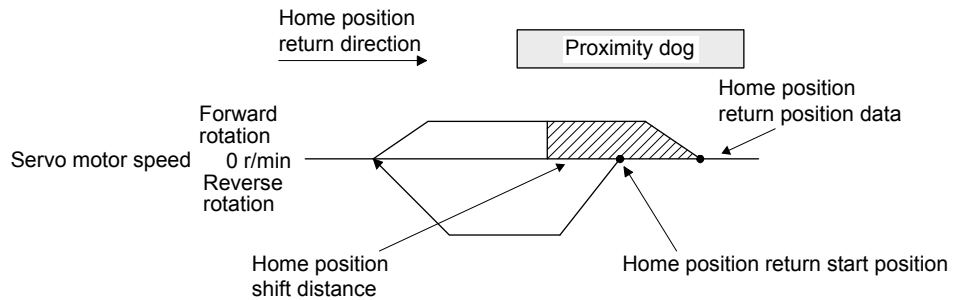 Home position
return direction
Proximity dog
Home position
return position data
Forward
rotation
Servo motor speed
0 r/min
Reverse
rotation
Home position
shift distance
Home position return start position